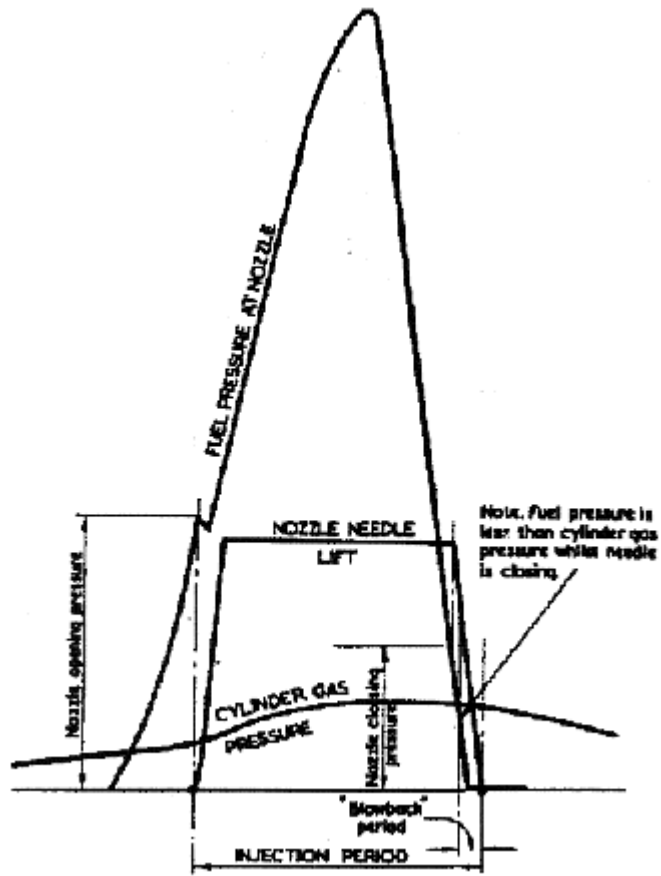 FUEL PRESSURE AT NOZZLE
Nozzle opening pressure
NOZZLE NEEDLE
LIFT
Note. Fuel pressure is
less than cylinder gas
pressure whilst needle
is closing.
CYLINDER GAS
PRESSURE
Nozzle closing
pressure
"Blowback"
period
INJECTION PERIOD